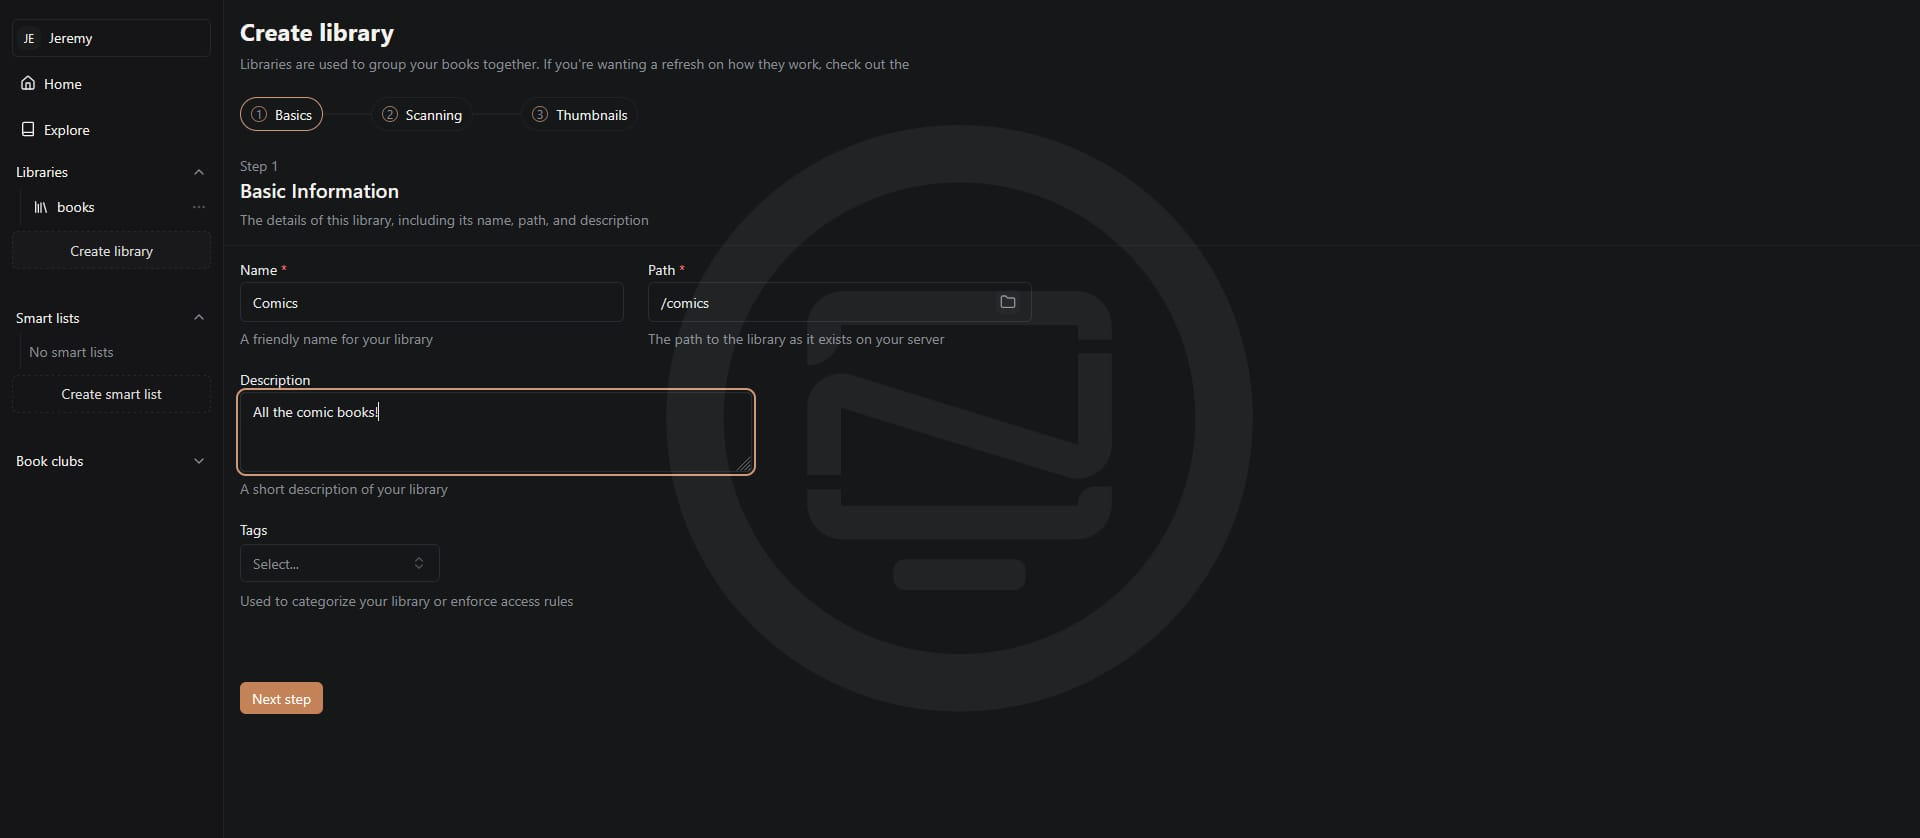 JE Jeremy
Home
Explore
Libraries
books
Create library
Smart lists
No smart lists
Create smart list
Book clubs
Create library
Libraries are used to group your books together. If you're wanting a refresh on how they work, check out the
1 Basics
2 Scanning
3 Thumbnails
Step 1
Basic Information
The details of this library, including its name, path, and description
Name *
Comics
A friendly name for your library
Path *
/comics
The path to the library as it exists on your server
Description
All the comic books!
A short description of your library
Tags
Select...
Used to categorize your library or enforce access rules
Next step